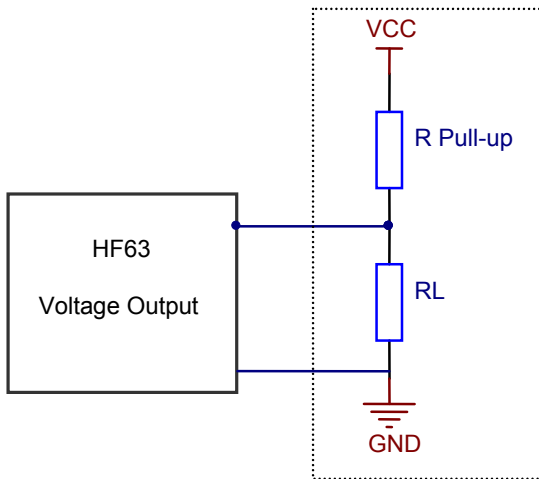 VCC
R Pull-up
HF63
Voltage Output
RL
GND